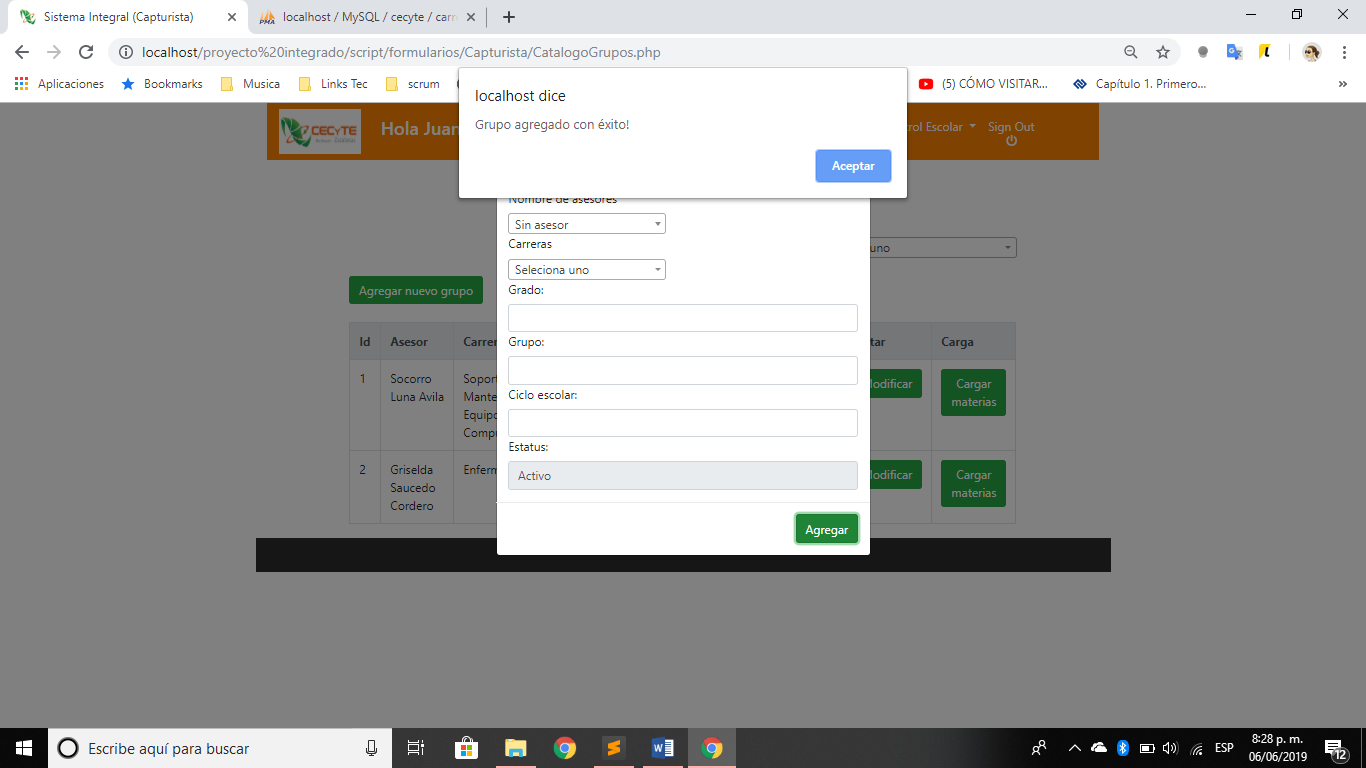 Sistema Integral (Capturista)
localhost / MySQL / cecyte / carr
localhost/proyecto%20integrado/script/formularios/Capturista/CatalogoGrupos.php
Aplicaciones
Bookmarks
Musica
Links Tec
scrum
(5) CÓMO VISITAR...
Capítulo 1. Primero...
»
localhost dice
Grupo agregado con éxito!
Aceptar
CECyTE
Hola Juan
rol Escolar
Sign Out
Nombre de asesores
Sin asesor
Carreras
Seleciona uno
uno
Agregar nuevo grupo
Grado:
Grupo:
Ciclo escolar:
Estatus:
Activo
Agregar
Id Asesor Carrer tar Carga
1 Socorro Luna Avila Soport Mante Equipo Compu Modificar Cargar materias
2 Griselda Saucedo Cordero Enferm Modificar Cargar materias
Escribe aquí para buscar
ESP
8:28 p. m.
06/06/2019
12